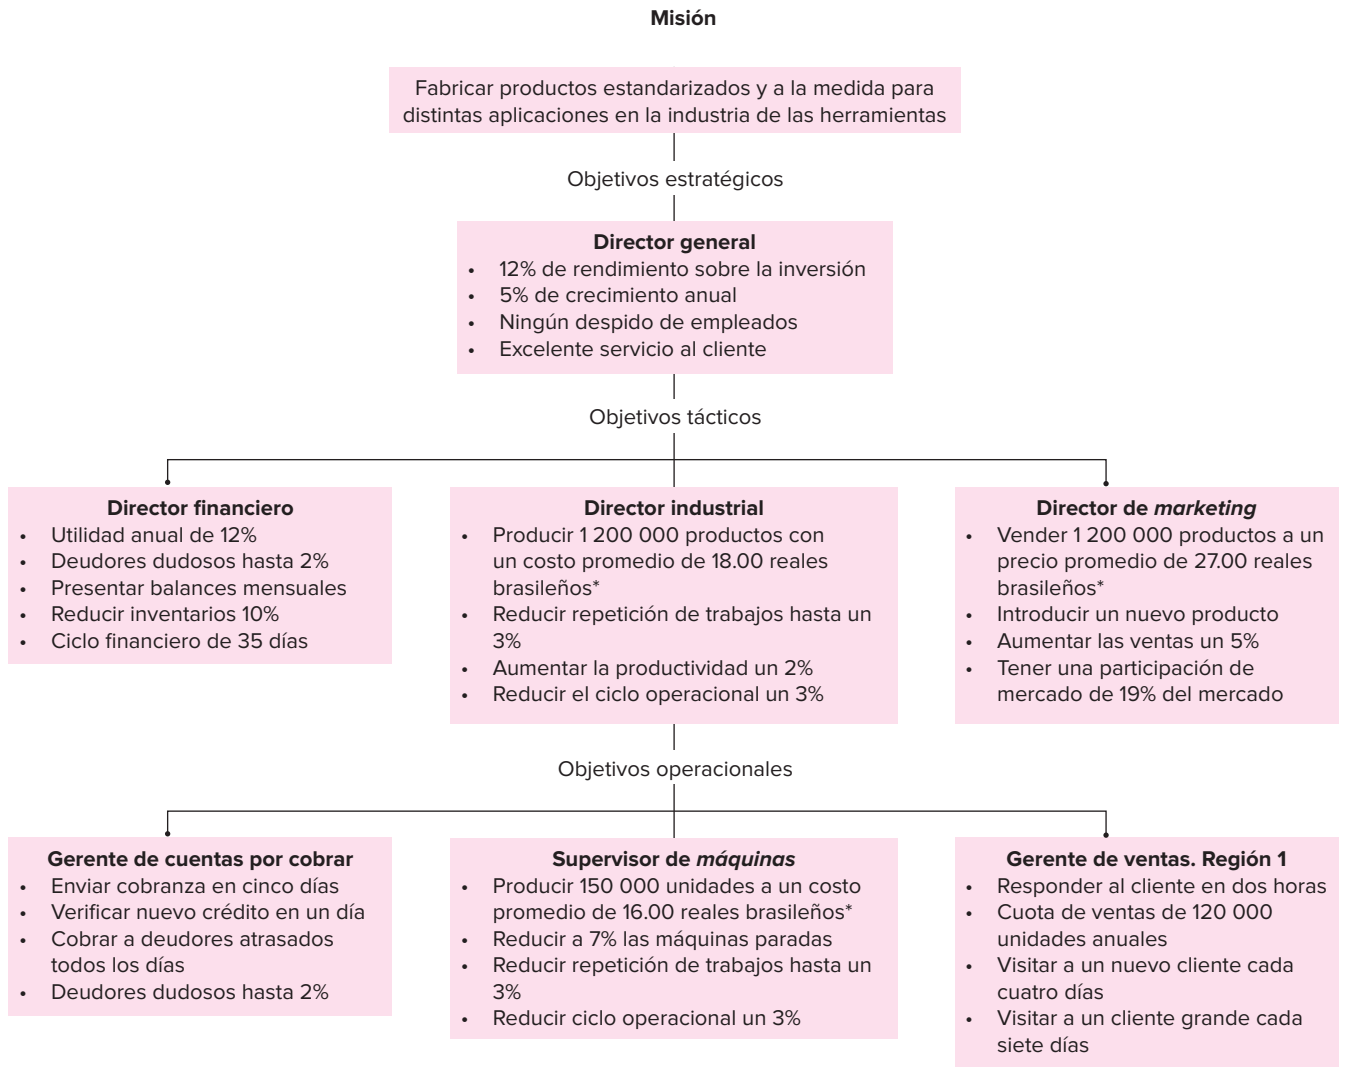 Misión
Fabricar productos estandarizados y a la medida para
distintas aplicaciones en la industria de las herramientas
Objetivos estratégicos
Director general
• 12% de rendimiento sobre la inversión
• 5% de crecimiento anual
• Ningún despido de empleados
• Excelente servicio al cliente
Objetivos tácticos
Director financiero
• Utilidad anual de 12%
• Deudores dudosos hasta 2%
• Presentar balances mensuales
• Reducir inventarios 10%
• Ciclo financiero de 35 días
Director industrial
• Producir 1 200 000 productos con
un costo promedio de 18.00 reales
brasileños*
• Reducir repetición de trabajos hasta un
3%
• Aumentar la productividad un 2%
• Reducir el ciclo operacional un 3%
Director de marketing
• Vender 1 200 000 productos a un
precio promedio de 27.00 reales
brasileños*
• Introducir un nuevo producto
• Aumentar las ventas un 5%
• Tener una participación de
mercado de 19% del mercado
Objetivos operacionales
Gerente de cuentas por cobrar
• Enviar cobranza en cinco días
• Verificar nuevo crédito en un día
• Cobrar a deudores atrasados
todos los días
• Deudores dudosos hasta 2%
Supervisor de máquinas
• Producir 150 000 unidades a un costo
promedio de 16.00 reales brasileños*
• Reducir a 7% las máquinas paradas
• Reducir repetición de trabajos hasta un
3%
• Reducir ciclo operacional un 3%
Gerente de ventas. Región 1
• Responder al cliente en dos horas
• Cuota de ventas de 120 000
unidades anuales
• Visitar a un nuevo cliente cada
cuatro días
• Visitar a un cliente grande cada
siete días